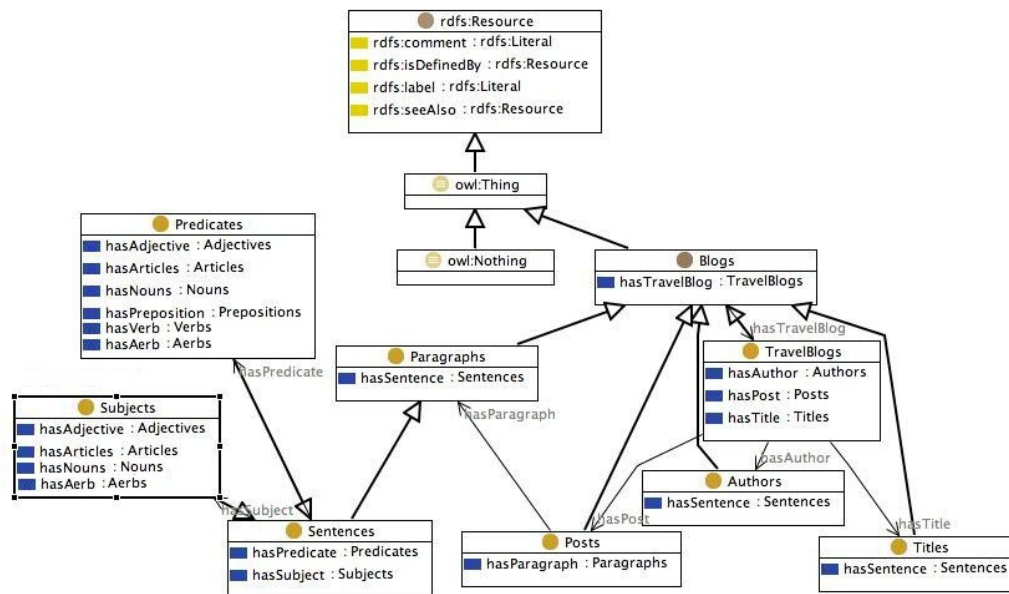 rdfs:Resource
rdfs:comment : rdfs:Literal
rdfs:isDefinedBy : rdfs:Resource
rdfs:label : rdfs:Literal
rdfs:seeAlso : rdfs:Resource
owl:Thing
owl:Nothing
Blogs
hasTravelBlog : TravelBlogs
Predicates
hasAdjective : Adjectives
hasArticles : Articles
hasNouns : Nouns
hasPreposition : Prepositions
hasVerb : Verbs
hasAerb : Aerbs
hasTravelBlog
TravelBlogs
hasAuthor : Authors
hasPost : Posts
hasTitle : Titles
Paragraphs
hasSentence : Sentences
hasPredicate
hasParagraph
Subjects
hasAdjective : Adjectives
hasArticles : Articles
hasNouns : Nouns
hasAerb : Aerbs
hasAuthor
Authors
hasSentence : Sentences
hasSubject
hasPost
hasTitle
Sentences
hasPredicate : Predicates
hasSubject : Subjects
Posts
hasParagraph : Paragraphs
Titles
hasSentence : Sentences